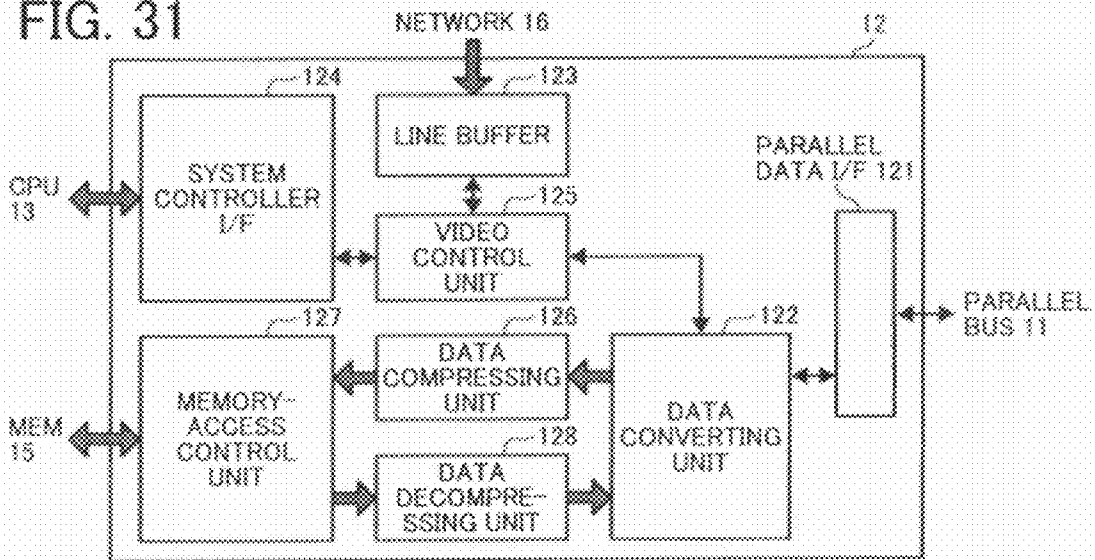 FIG. 31
NETWORK 16
12
124
SYSTEM
CONTROLLER
I/F
123
LINE BUFFER
PARALLEL
DATA I/F 121
CPU
13
125
VIDEO
CONTROL
UNIT
PARALLEL
BUS 11
127
MEMORY-
ACCESS
CONTROL
UNIT
126
DATA
COMPRESSING
UNIT
122
DATA
CONVERTING
UNIT
MEM
15
128
DATA
DECOMPRE-
SSING UNIT